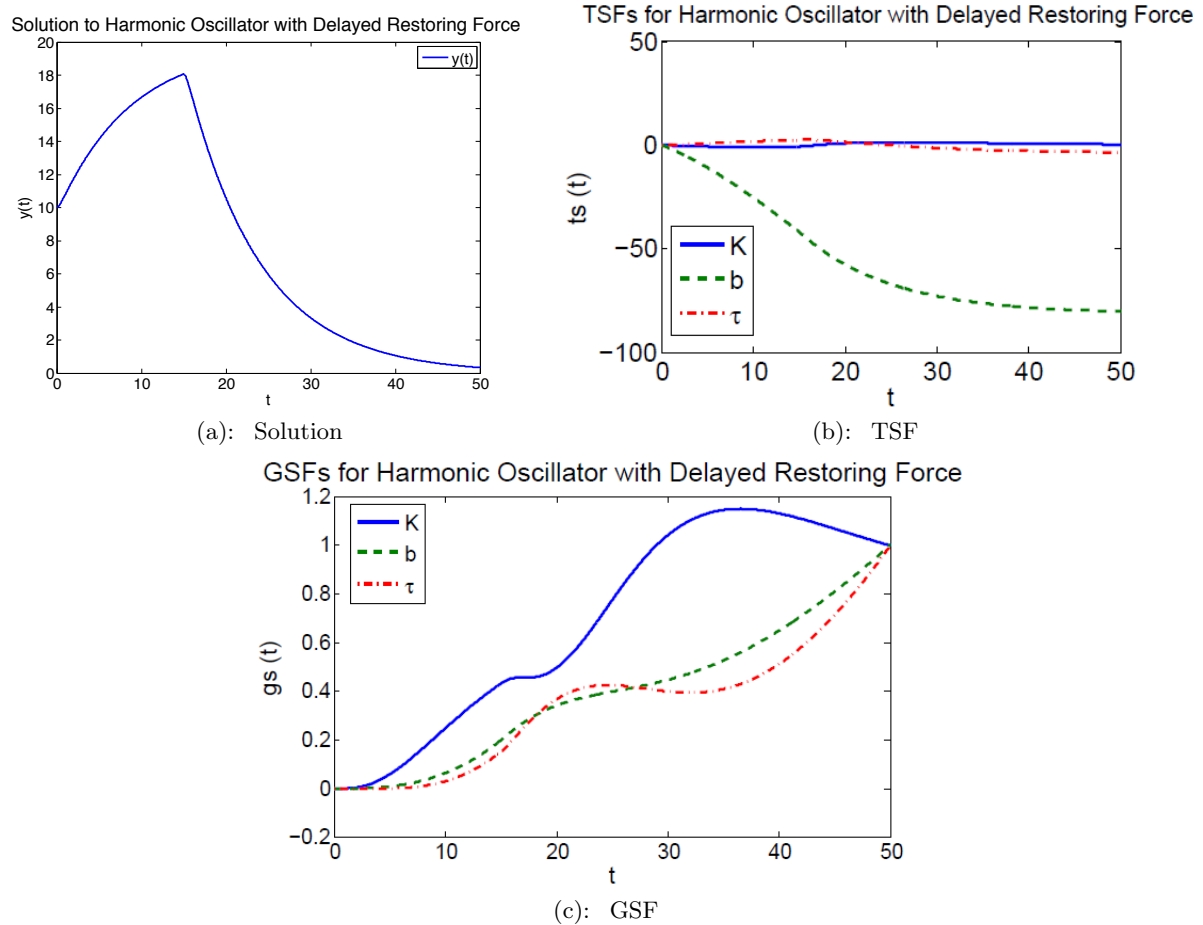 Solution to Harmonic Oscillator with Delayed Restoring Force
20
18
16
14
12
10
8
6
4
2
0
y(t)
y(t)
0 10 20 30 40 50
t
(a): Solution
TSFs for Harmonic Oscillator with Delayed Restoring Force
50
0
−50
−100
ts (t)
K
b
τ
0 10 20 30 40 50
t
(b): TSF
GSFs for Harmonic Oscillator with Delayed Restoring Force
1.2
1
0.8
0.6
0.4
0.2
0
−0.2
gs (t)
K
b
τ
0 10 20 30 40 50
t
(c): GSF